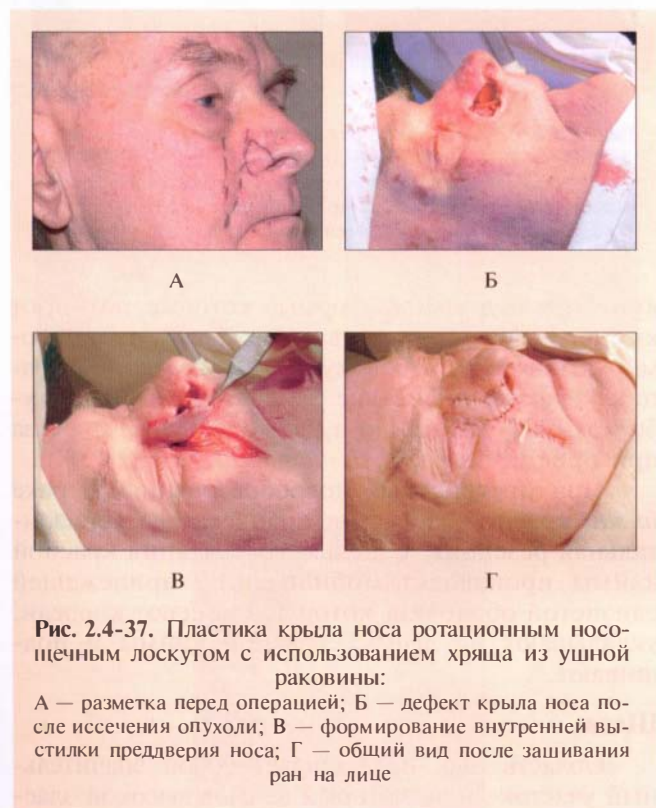 А
Б
В
Г
Рис. 2.4-37. Пластика крыла носа ротационным носо-
щечным лоскутом с использованием хряща из ушной
раковины:
А — разметка перед операцией; Б — дефект крыла носа по-
сле иссечения опухоли; В — формирование внутренней вы-
стилки преддверия носа; Г — общий вид после зашивания
ран на лице